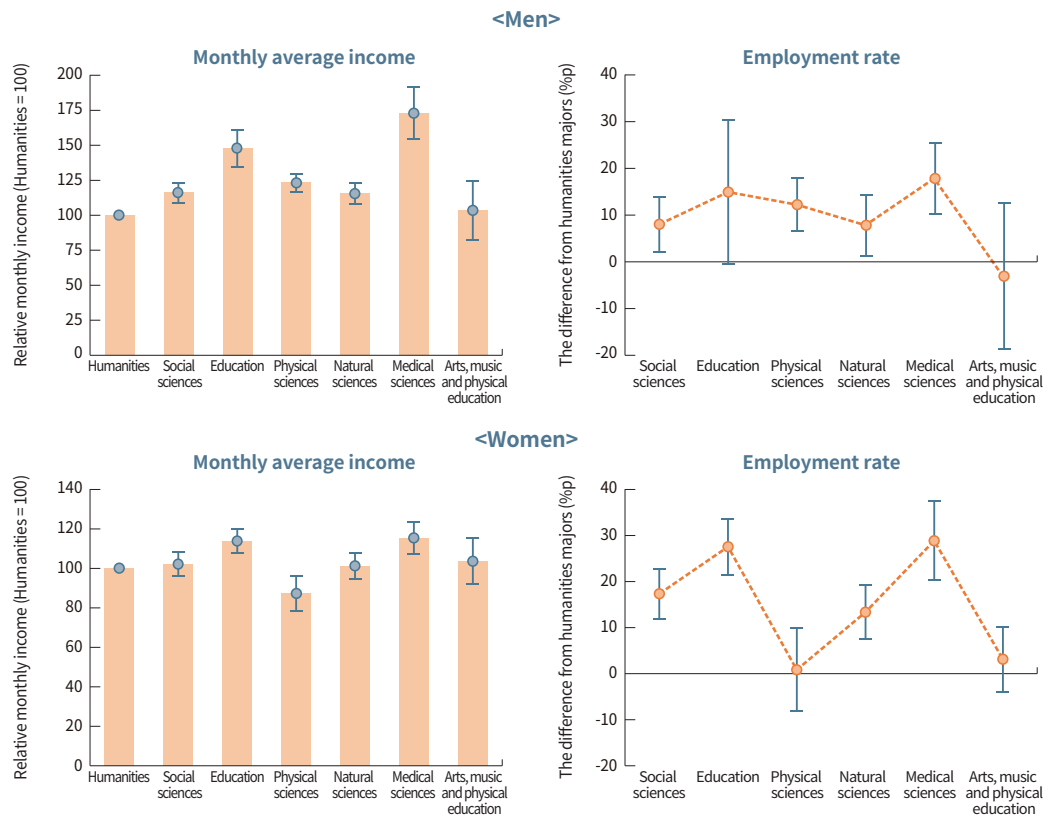 <Men>
Monthly average income
Relative monthly income (Humanities = 100)
200
175
150
125
100
75
50
25
0
Humanities
Social
sciences
Education
Physical
sciences
Natural
sciences
Medical
sciences
Arts, music
and physical
education
Employment rate
The difference from humanities majors (%p)
40
30
20
10
0
-10
-20
Social
sciences
Education
Physical
sciences
Natural
sciences
Medical
sciences
Arts, music
and physical
education
<Women>
Monthly average income
Relative monthly income (Humanities = 100)
140
120
100
80
60
40
20
0
Humanities
Social
sciences
Education
Physical
sciences
Natural
sciences
Medical
sciences
Arts, music
and physical
education
Employment rate
The difference from humanities majors (%p)
40
30
20
10
0
-10
-20
Social
sciences
Education
Physical
sciences
Natural
sciences
Medical
sciences
Arts, music
and physical
education